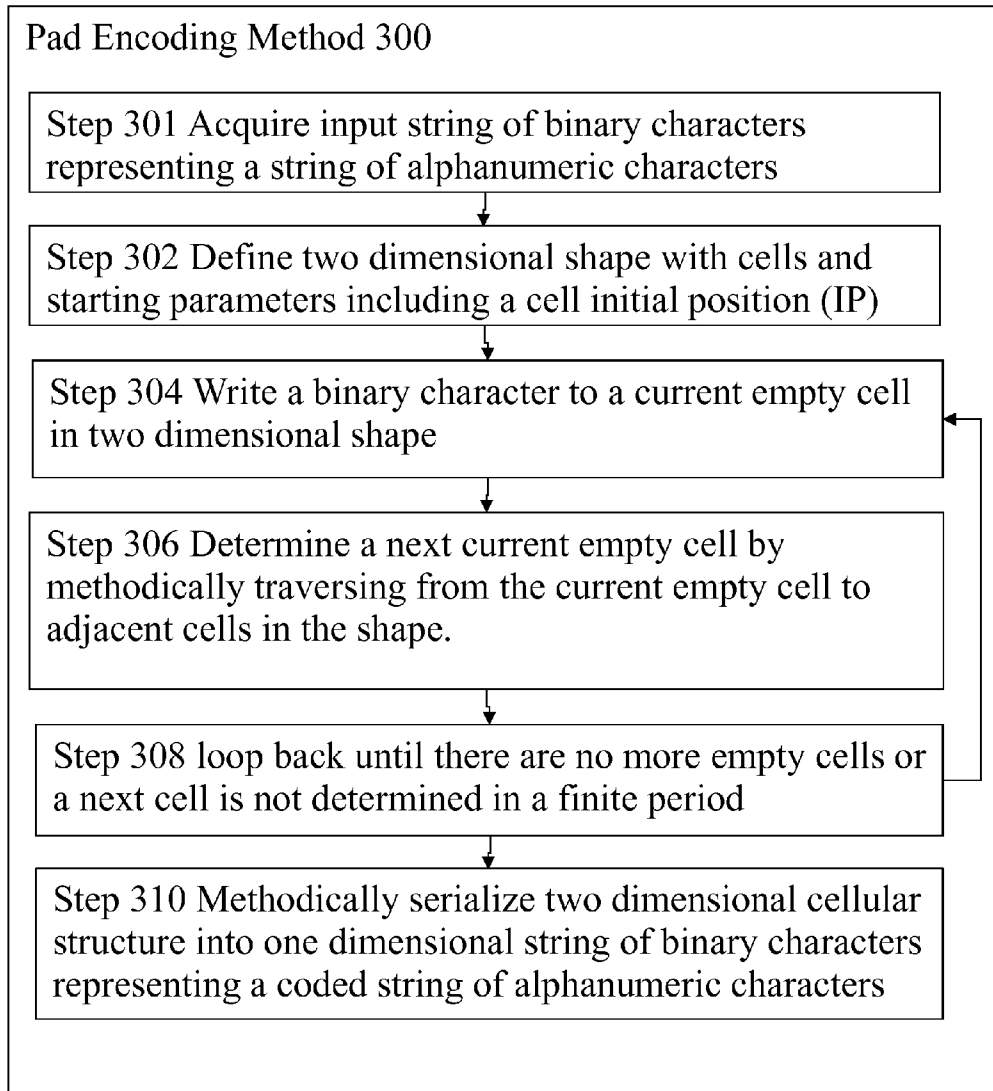 Pad Encoding Method 300
Step 301 Acquire input string of binary characters
representing a string of alphanumeric characters
Step 302 Define two dimensional shape with cells and
starting parameters including a cell initial position (IP)
Step 304 Write a binary character to a current empty cell
in two dimensional shape
Step 306 Determine a next current empty cell by
methodically traversing from the current empty cell to
adjacent cells in the shape.
Step 308 loop back until there are no more empty cells or
a next cell is not determined in a finite period
Step 310 Methodically serialize two dimensional cellular
structure into one dimensional string of binary characters
representing a coded string of alphanumeric characters